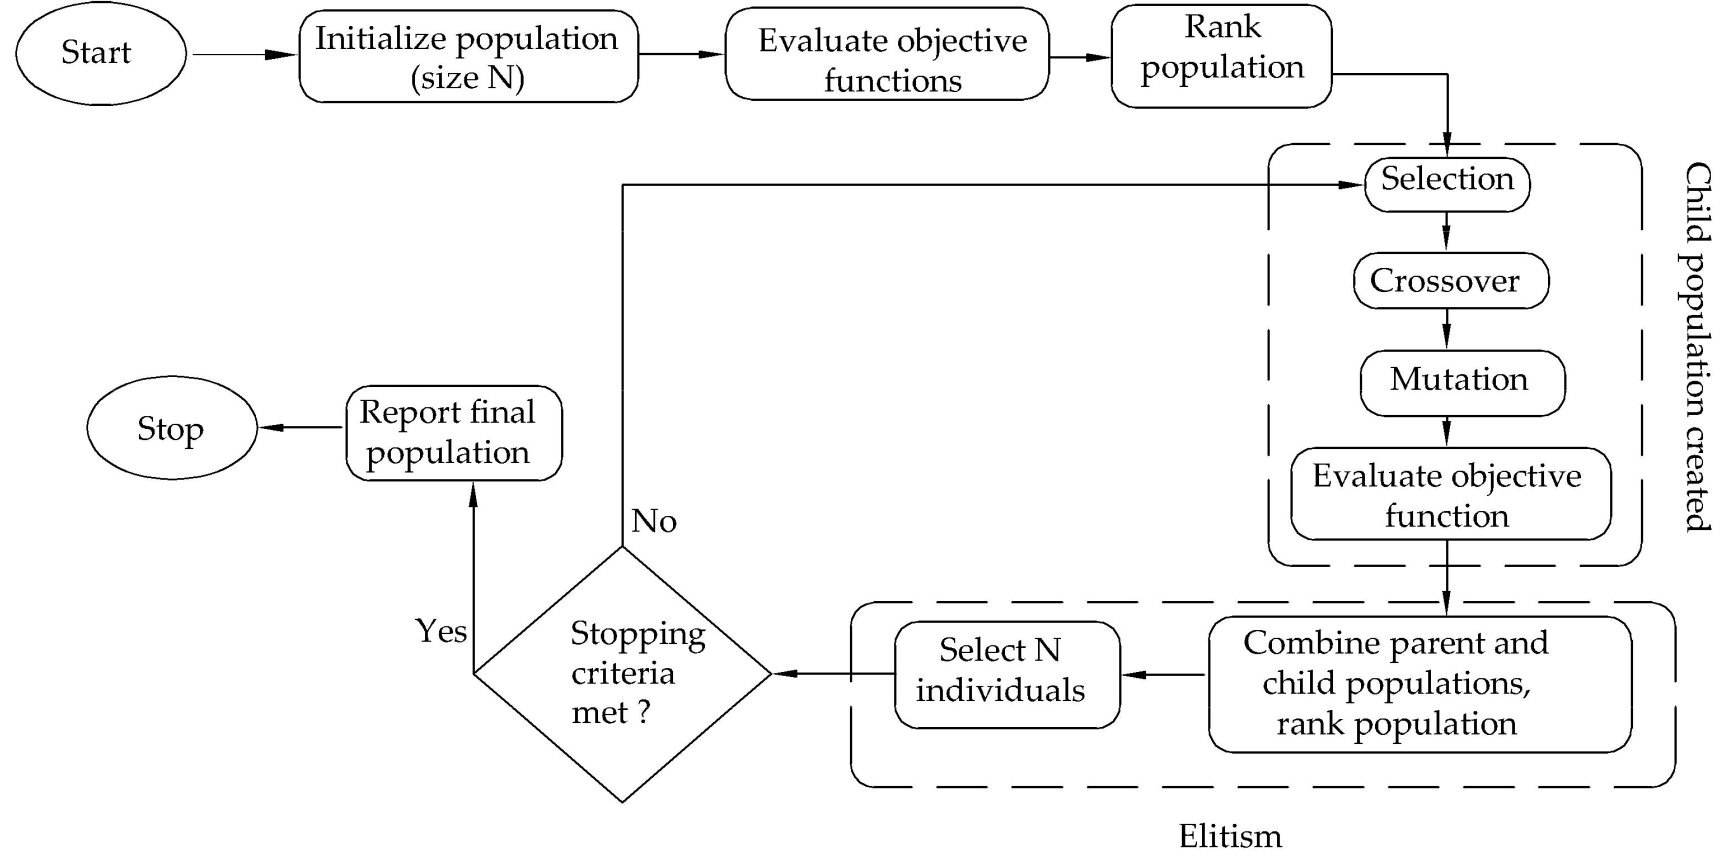 Start
Initialize population
(size N)
Evaluate objective
functions
Rank
population
Selection
Crossover
Mutation
Evaluate objective
function
Child population created
Combine parent and
child populations,
rank population
Select N
individuals
Elitism
Stopping
criteria
met ?
No
Yes
Report final
population
Stop